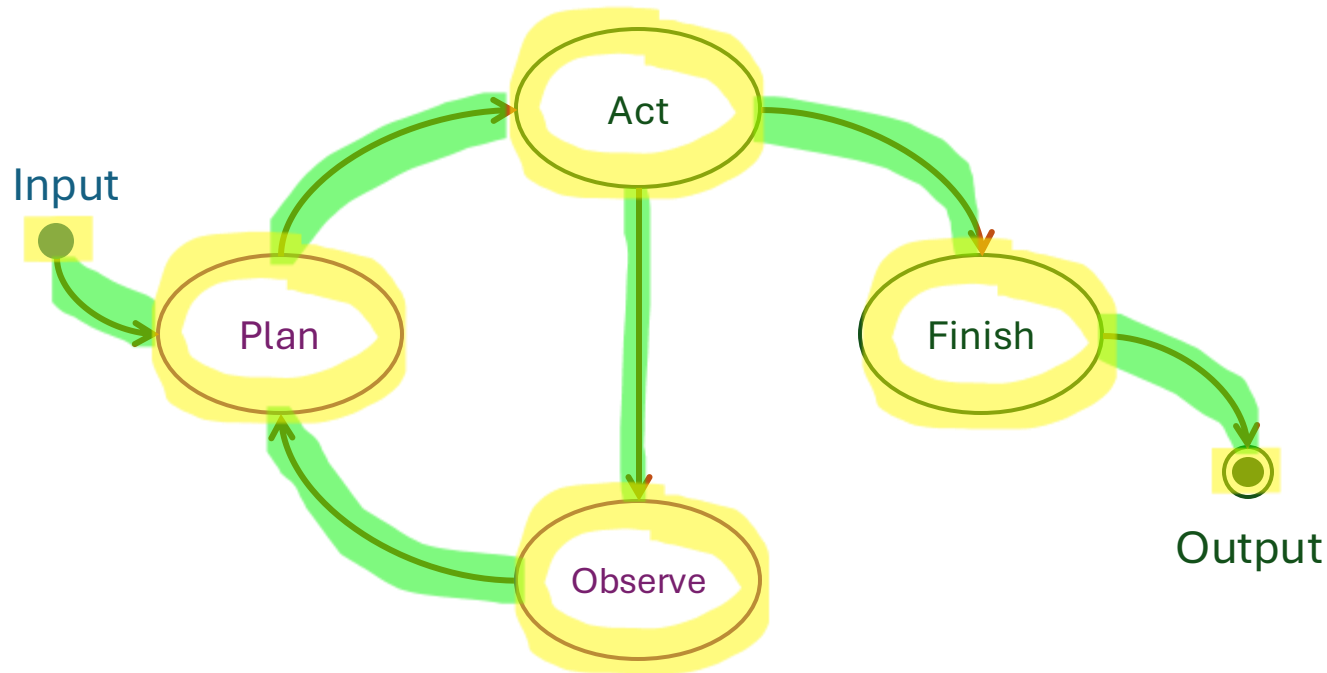 Act
Input
Plan
Finish
Observe
Output